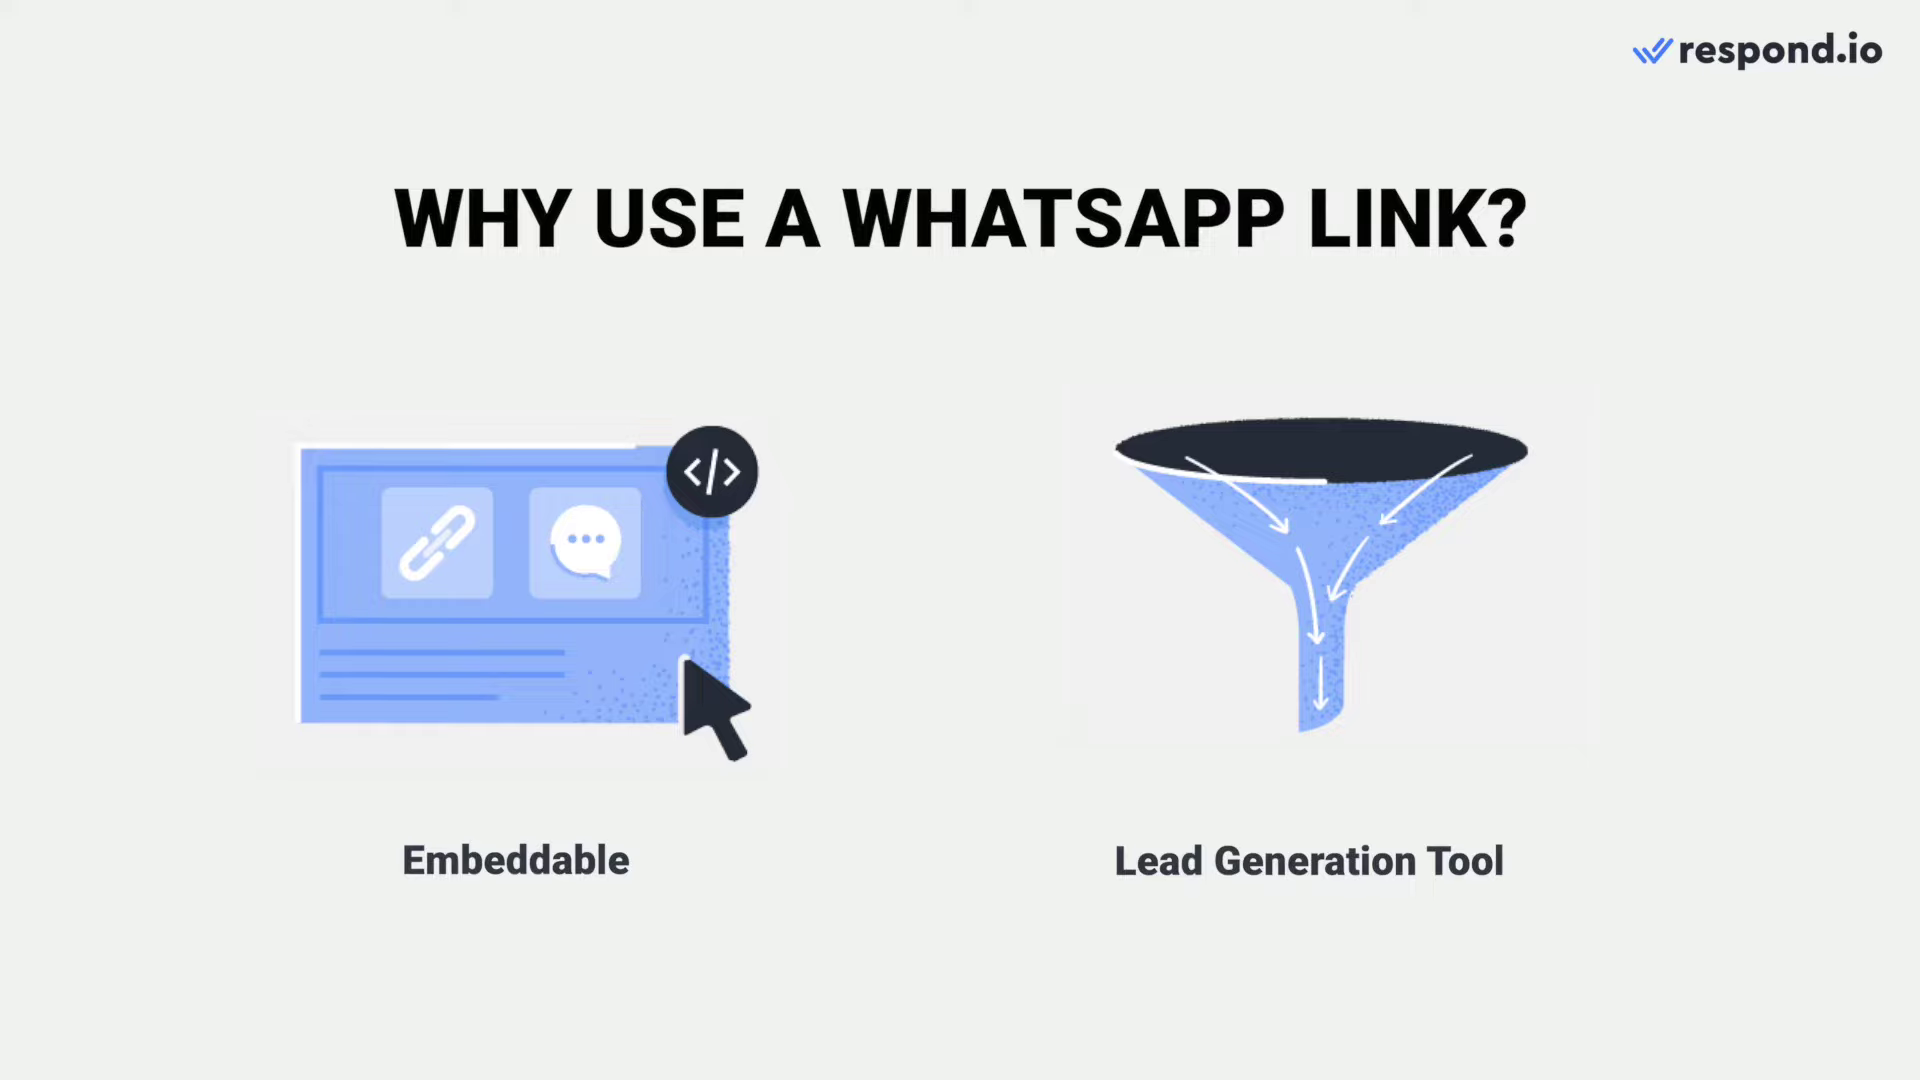 respond.io
WHY USE A WHATSAPP LINK?
</>
Embeddable
Lead Generation Tool